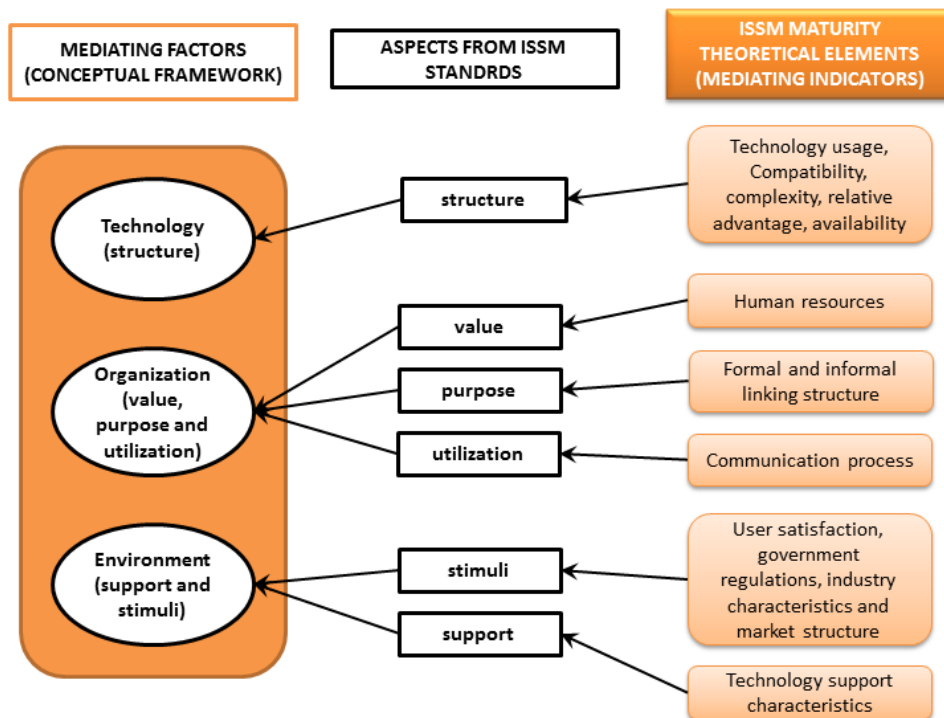 MEDIATING FACTORS
(CONCEPTUAL FRAMEWORK)
ASPECTS FROM ISSM
STANDRDS
ISSM MATURITY
THEORETICAL ELEMENTS
(MEDIATING INDICATORS)
Technology
(structure)
structure
Technology usage,
Compatibility,
complexity, relative
advantage, availability
Organization
(value,
purpose and
utilization)
value
Human resources
purpose
Formal and informal
linking structure
utilization
Communication process
Environment
(support and
stimuli)
stimuli
User satisfaction,
government
regulations, industry
characteristics and
market structure
support
Technology support
characteristics